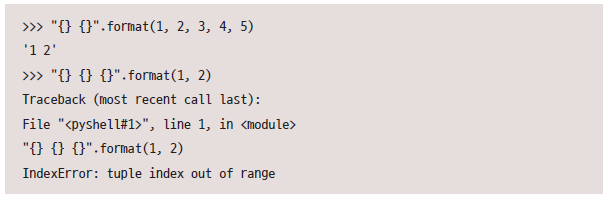 >>> "{} {}".format(1, 2, 3, 4, 5)
'1 2'
>>> "{} {} {}".format(1, 2)
Traceback (most recent call last):
File "<pyshell#1>", line 1, in <module>
"{} {} {}".format(1, 2)
IndexError: tuple index out of range